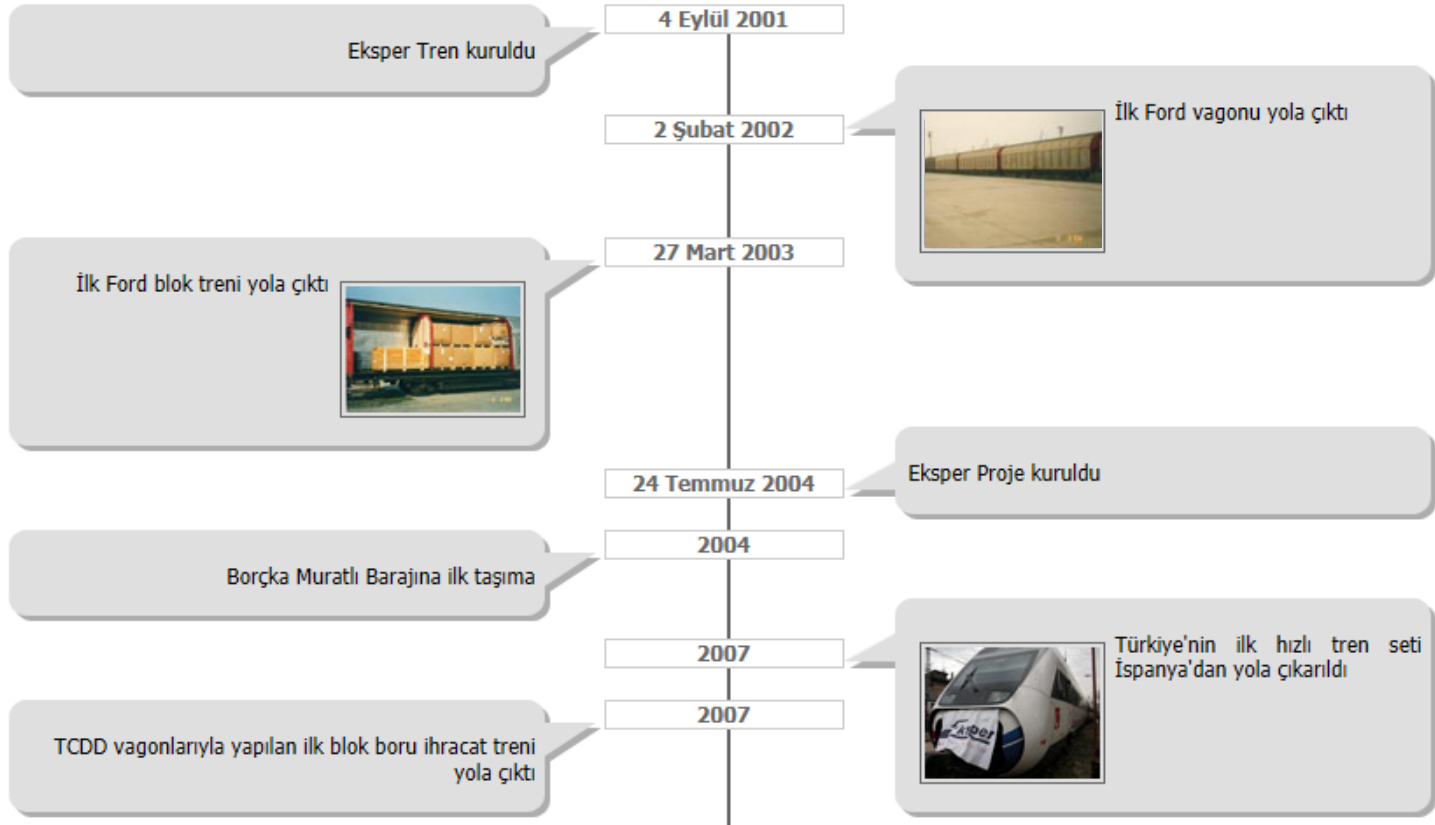 4 Eylül 2001
Eksper Tren kuruldu
2 Şubat 2002
İlk Ford vagonu yola çıktı
27 Mart 2003
İlk Ford blok treni yola çıktı
24 Temmuz 2004
Eksper Proje kuruldu
2004
Borçka Muratlı Barajına ilk taşıma
2007
Türkiye'nin ilk hızlı tren seti
İspanya'dan yola çıkarıldı
2007
TCDD vagonlarıyla yapılan ilk blok boru ihracat treni
yola çıktı